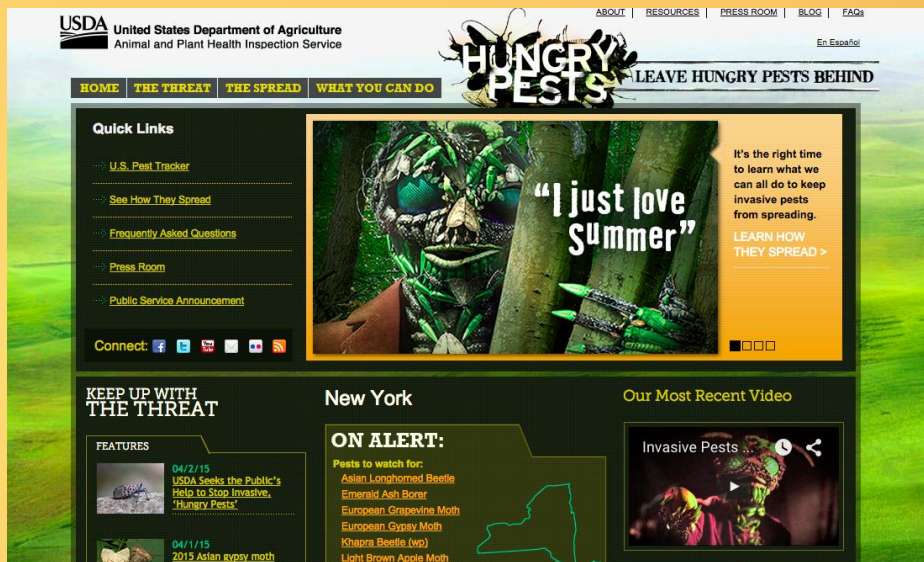 ABOUT | RESOURCES | PRESS ROOM | BLOG | FAQs
USDA
United States Department of Agriculture
Animal and Plant Health Inspection Service
En Español
HUNGRY
PESTS
LEAVE HUNGRY PESTS BEHIND
HOME
THE THREAT
THE SPREAD
WHAT YOU CAN DO
Quick Links
U.S. Pest Tracker
See How They Spread
Frequently Asked Questions
Press Room
Public Service Announcement
Connect:
You
Tube
“I just love
Summer”
It's the right time
to learn what we
can all do to keep
invasive pests
from spreading.
LEARN HOW
THEY SPREAD >
KEEP UP WITH
THE THREAT
FEATURES
04/2/15
USDA Seeks the Public's
Help to Stop Invasive,
'Hungry Pests'
04/1/15
2015 Asian gypsy moth
New York
ON ALERT:
Pests to watch for:
Asian Longhorned Beetle
Emerald Ash Borer
European Grapevine Moth
European Gypsy Moth
Khapra Beetle (wp)
Light Brown Apple Moth
Our Most Recent Video
Invasive Pests ...